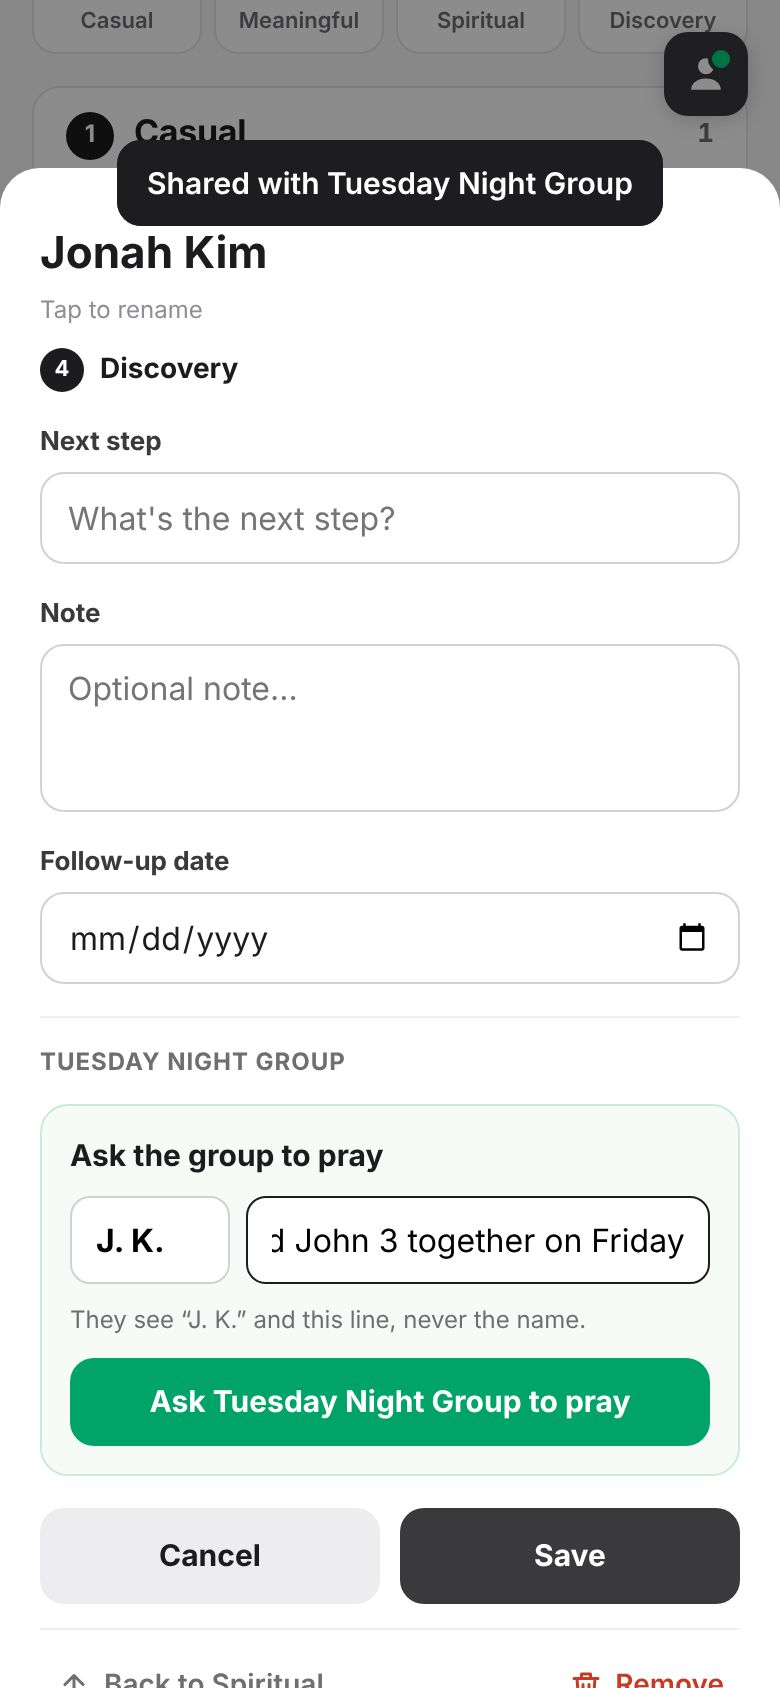 Casual Meaningful Spiritual Discovery
1 Casual 1
Shared with Tuesday Night Group
Jonah Kim
Tap to rename
4 Discovery
Next step
What's the next step?
Note
Optional note...
Follow-up date
mm/dd/yyyy
TUESDAY NIGHT GROUP
Ask the group to pray
J. K. d John 3 together on Friday
They see “J. K.” and this line, never the name.
Ask Tuesday Night Group to pray
Cancel Save
Back to Spiritual Remove